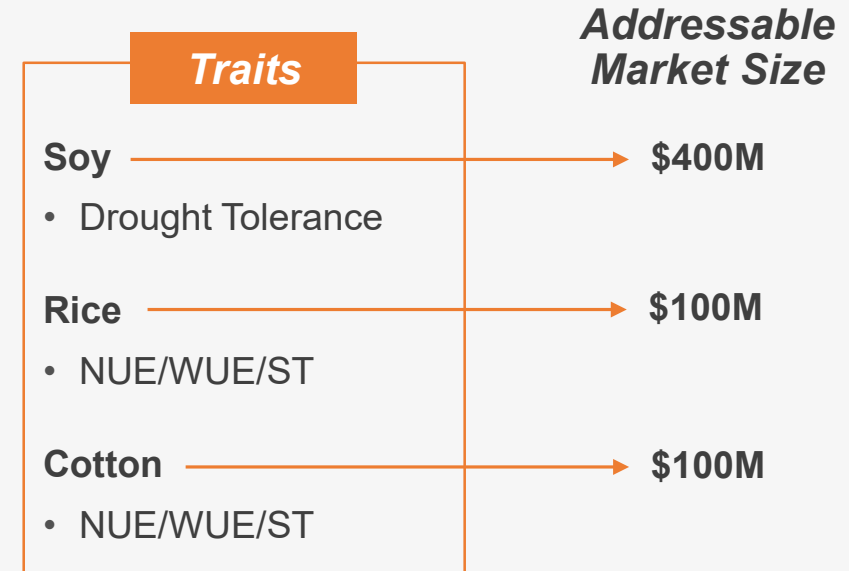 Addressable
Market Size
Traits
Soy $400M
• Drought Tolerance
Rice $100M
• NUE/WUE/ST
Cotton $100M
• NUE/WUE/ST